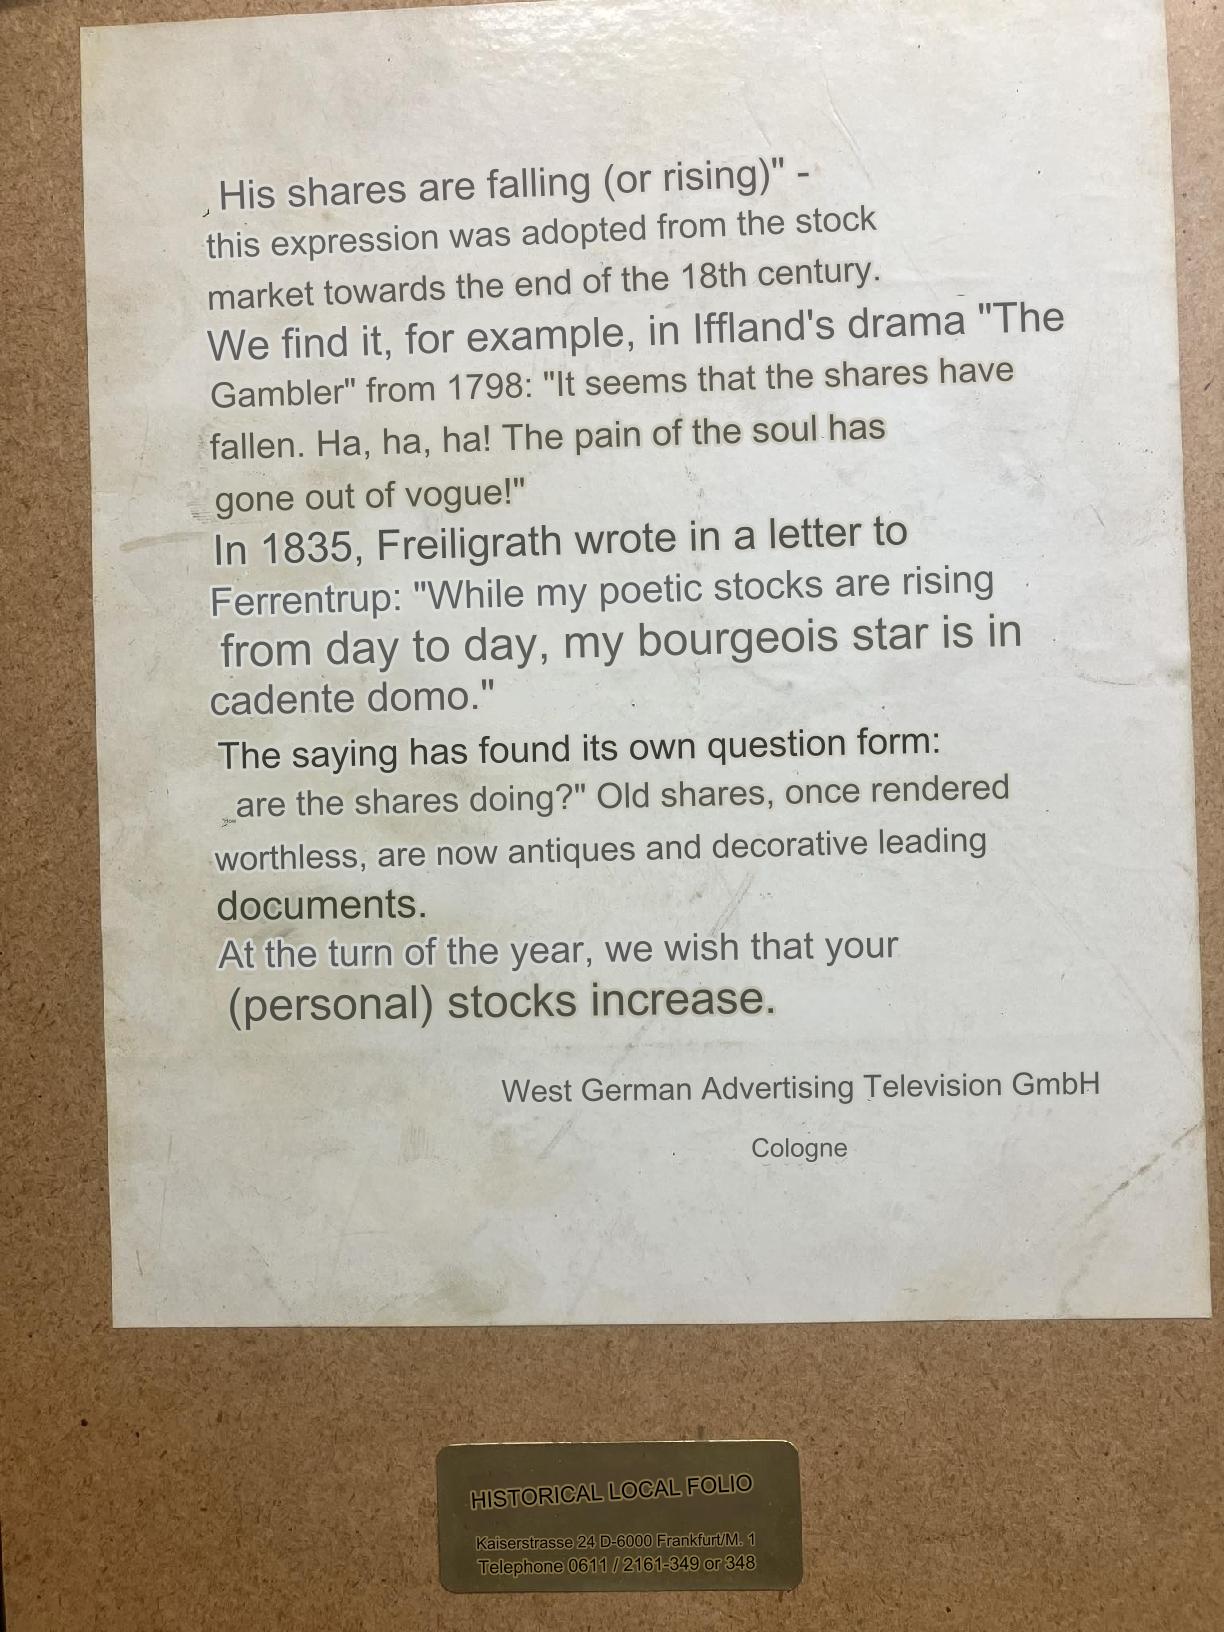 His shares are falling (or rising)" -
this expression was adopted from the stock
market towards the end of the 18th century.
We find it, for example, in Iffland's drama "The
Gambler" from 1798: "It seems that the shares have
fallen. Ha, ha, ha! The pain of the soul has
gone out of vogue!"
In 1835, Freiligrath wrote in a letter to
Ferrentrup: "While my poetic stocks are rising
from day to day, my bourgeois star is in
cadente domo."
The saying has found its own question form:
are the shares doing?" Old shares, once rendered
worthless, are now antiques and decorative leading
documents.
At the turn of the year, we wish that your
(personal) stocks increase.
West German Advertising Television GmbH
Cologne
HISTORICAL LOCAL FOLIO
Kaiserstrasse 24 D-6000 Frankfurt/M. 1
Telephone 0611 / 2161-349 or 348